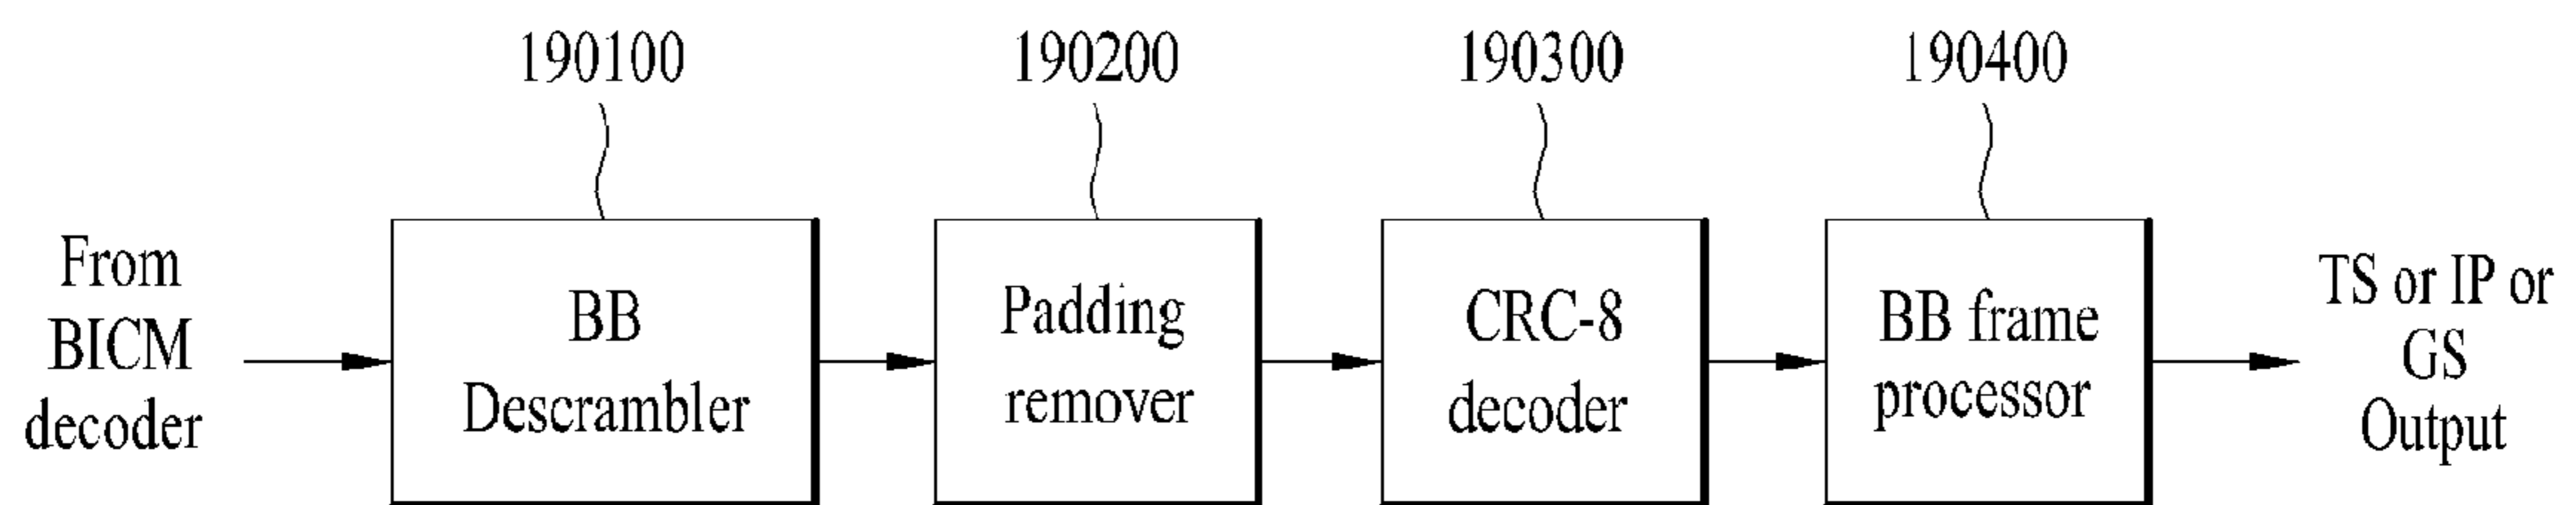 190100
190200
190300
190400
From
BICM
decoder
BB
Descrambler
Padding
remover
CRC-8
decoder
BB frame
processor
TS or IP or
GS
Output